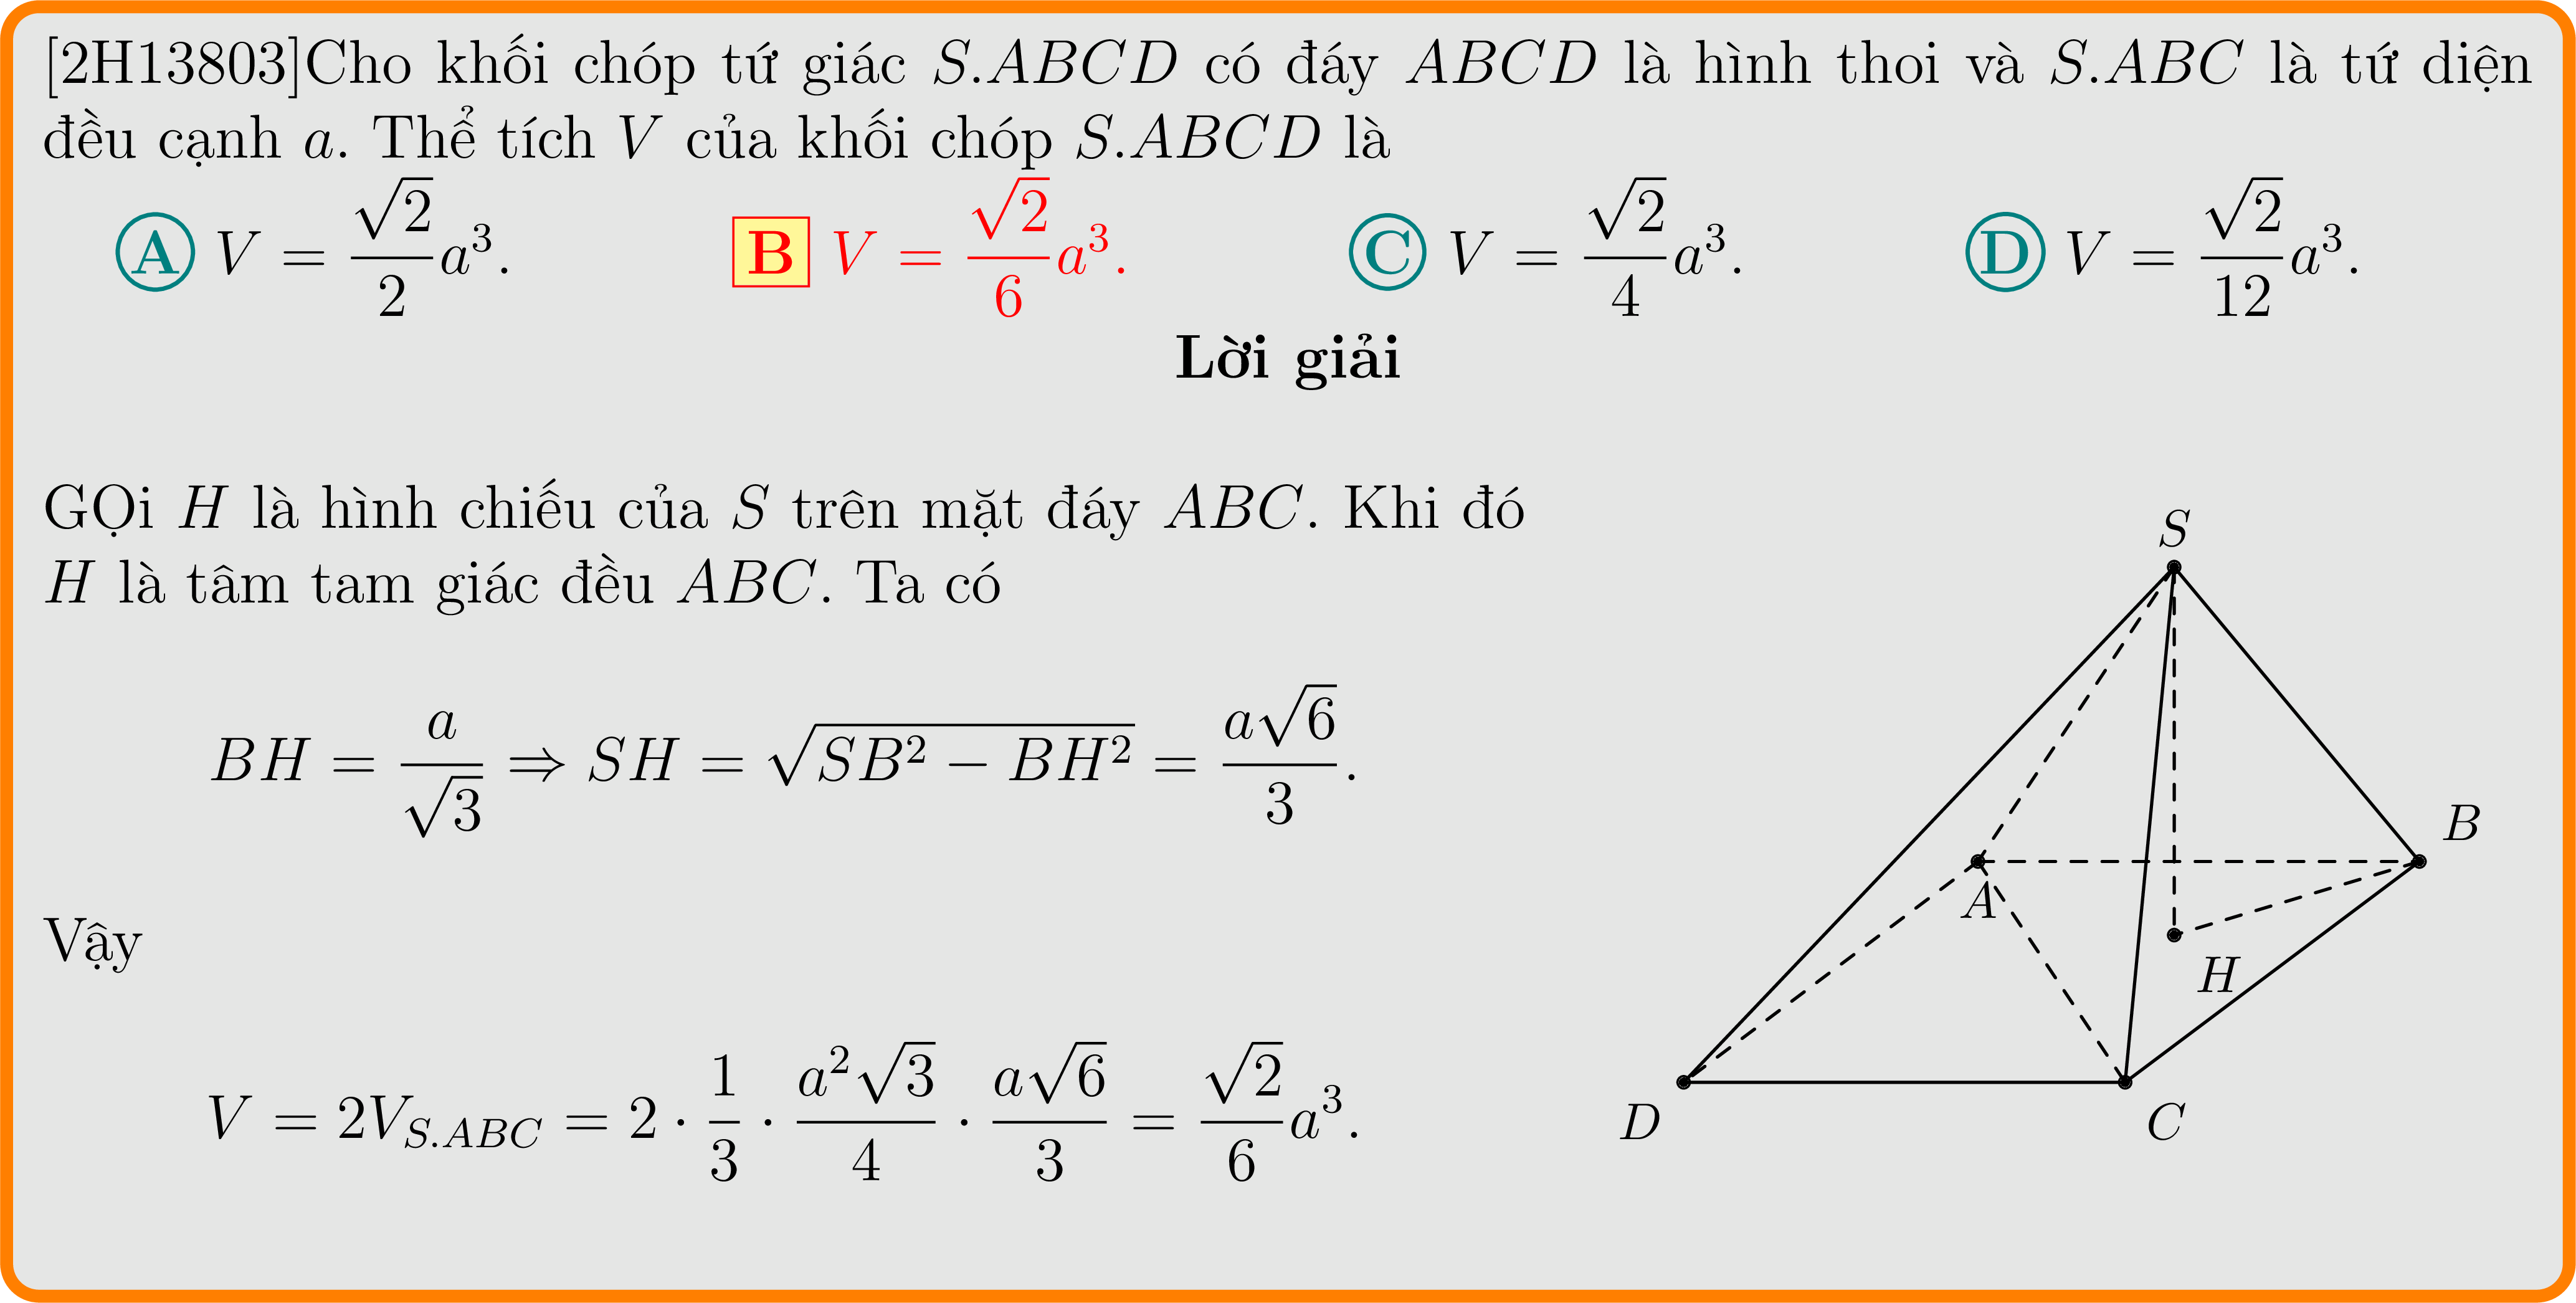 [2H13803]Cho khối chóp tứ giác S.ABCD có đáy ABCD là hình thoi và S.ABC là tứ diện
đều cạnh a. Thể tích V của khối chóp S.ABCD là
A V = \frac{\sqrt{2}}{2}a^3. B V = \frac{\sqrt{2}}{6}a^3. C V = \frac{\sqrt{2}}{4}a^3. D V = \frac{\sqrt{2}}{12}a^3.
Lời giải
GỌi H là hình chiếu của S trên mặt đáy ABC. Khi đó
H là tâm tam giác đều ABC. Ta có
BH = \frac{a}{\sqrt{3}} ⇒ SH = \sqrt{SB^2 − BH^2} = \frac{a\sqrt{6}}{3}.
Vậy
V = 2V_{S.ABC} = 2 · \frac{1}{3} · \frac{a^2\sqrt{3}}{4} · \frac{a\sqrt{6}}{3} = \frac{\sqrt{2}}{6}a^3.
S
B
A
H
D
C